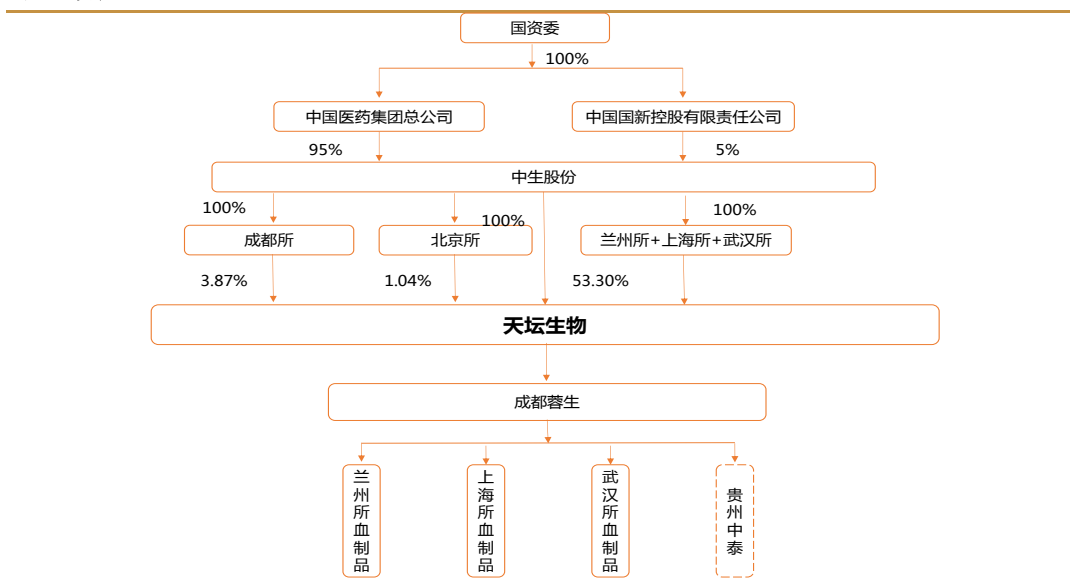 国资委
100%
中国医药集团总公司
中国国新控股有限责任公司
95%
5%
中生股份
100%
100%
100%
成都所
北京所
兰州所+上海所+武汉所
3.87%
1.04%
53.30%
天坛生物
成都蓉生
兰州所血制品
上海所血制品
武汉所血制品
贵州中泰